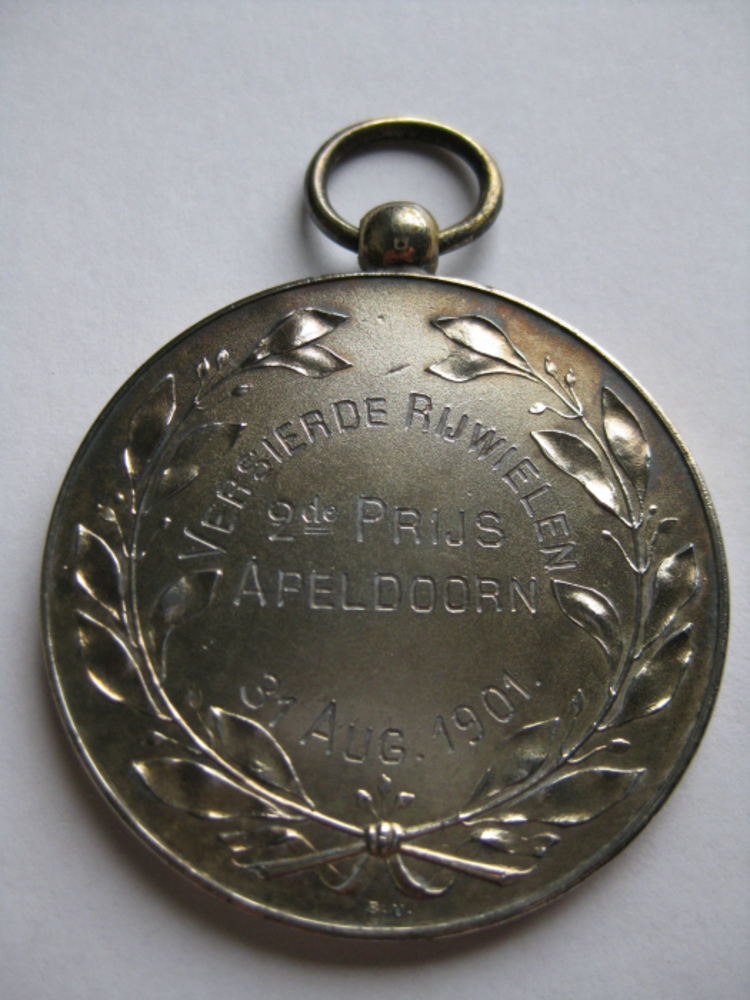 VERSIERDE RIJWIELEN
2de PRIJS
APELDOORN
31 AUG. 1901.